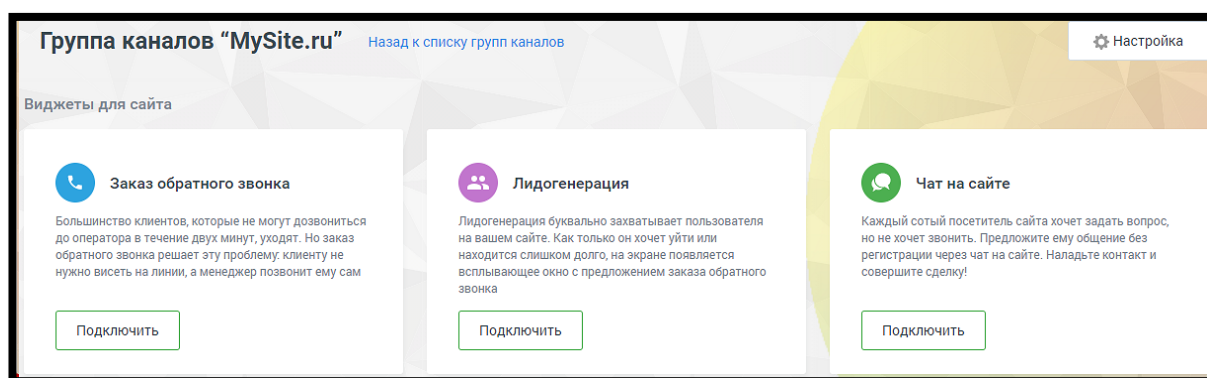 Группа каналов “MySite.ru” Назад к списку групп каналов
Настройка
Виджеты для сайта
Заказ обратного звонка
Большинство клиентов, которые не могут дозвониться
до оператора в течение двух минут, уходят. Но заказ
обратного звонка решает эту проблему: клиенту не
нужно висеть на линии, а менеджер позвонит ему сам
Подключить
Лидогенерация
Лидогенерация буквально захватывает пользователя
на вашем сайте. Как только он хочет уйти или
находится слишком долго, на экране появляется
всплывающее окно с предложением заказа обратного
звонка
Подключить
Чат на сайте
Каждый сотый посетитель сайта хочет задать вопрос,
но не хочет звонить. Предложите ему общение без
регистрации через чат на сайте. Наладьте контакт и
совершите сделку!
Подключить